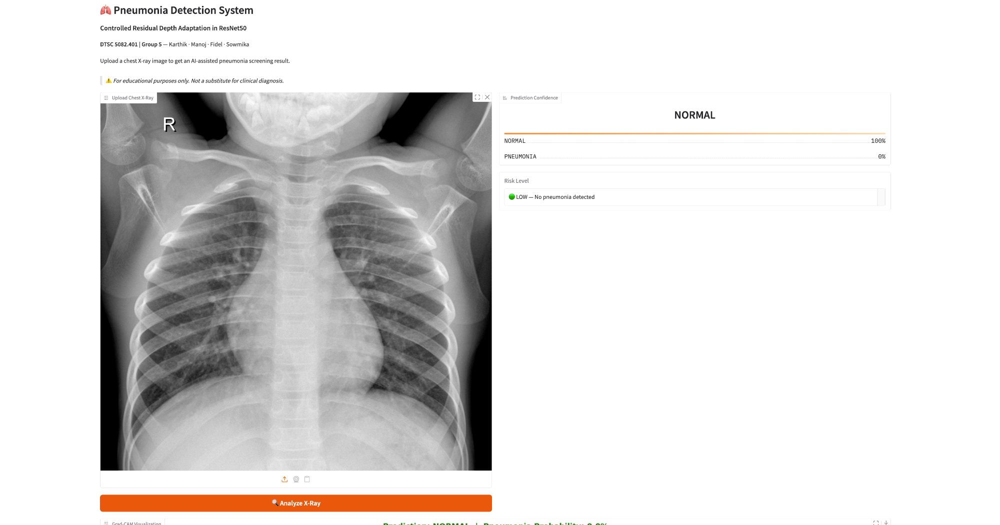 🫁 Pneumonia Detection System
Controlled Residual Depth Adaptation in ResNet50
DTSC 5082.401 | Group 5 — Karthik · Manoj · Fidel · Sowmika
Upload a chest X-ray image to get an AI-assisted pneumonia screening result.
⚠️ For educational purposes only. Not a substitute for clinical diagnosis.
Upload Chest X-Ray
R
Prediction Confidence
NORMAL
NORMAL 100%
PNEUMONIA 0%
Risk Level
🟢 LOW — No pneumonia detected
🔍 Analyze X-Ray
Grad-CAM Visualization
Prediction: NORMAL | Pneumonia Probability: 0.0%